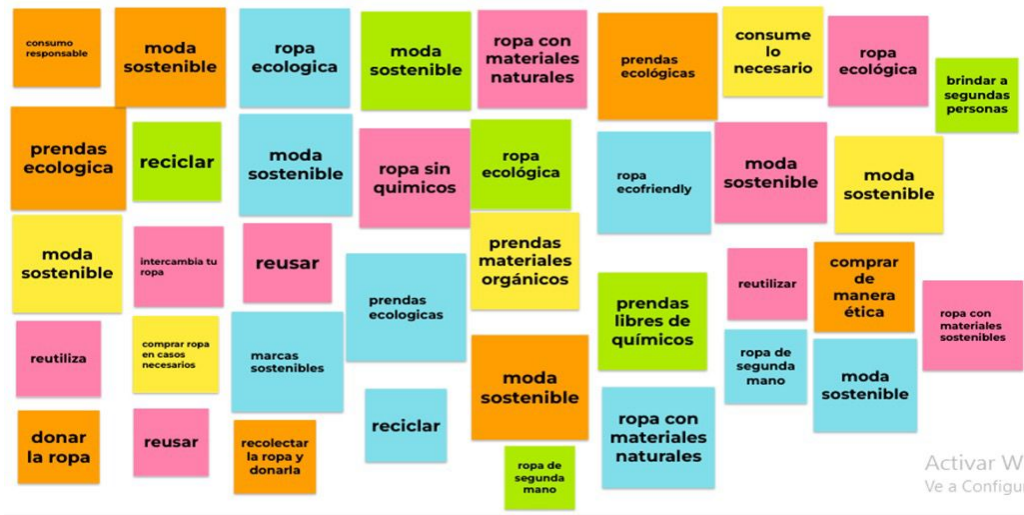 consumo
responsable
moda
sostenible
ropa
ecologica
moda
sostenible
ropa con
materiales
naturales
prendas
ecológicas
consume
lo
necesario
ropa
ecológica
brindar a
segundas
personas
prendas
ecologica
reciclar
moda
sostenible
ropa sin
quimicos
ropa
ecológica
ropa
ecofriendly
moda
sostenible
moda
sostenible
moda
sostenible
intercambia tu
ropa
reusar
prendas
ecologicas
prendas
materiales
orgánicos
prendas
libres de
químicos
reutilizar
comprar
de
manera
ética
ropa con
materiales
sostenibles
reutiliza
comprar ropa
en casos
necesarios
marcas
sostenibles
moda
sostenible
ropa de
segunda
mano
moda
sostenible
donar
la ropa
reusar
recolectar
la ropa y
donarla
reciclar
ropa de
segunda
mano
ropa con
materiales
naturales
Activar W
Ve a Configu